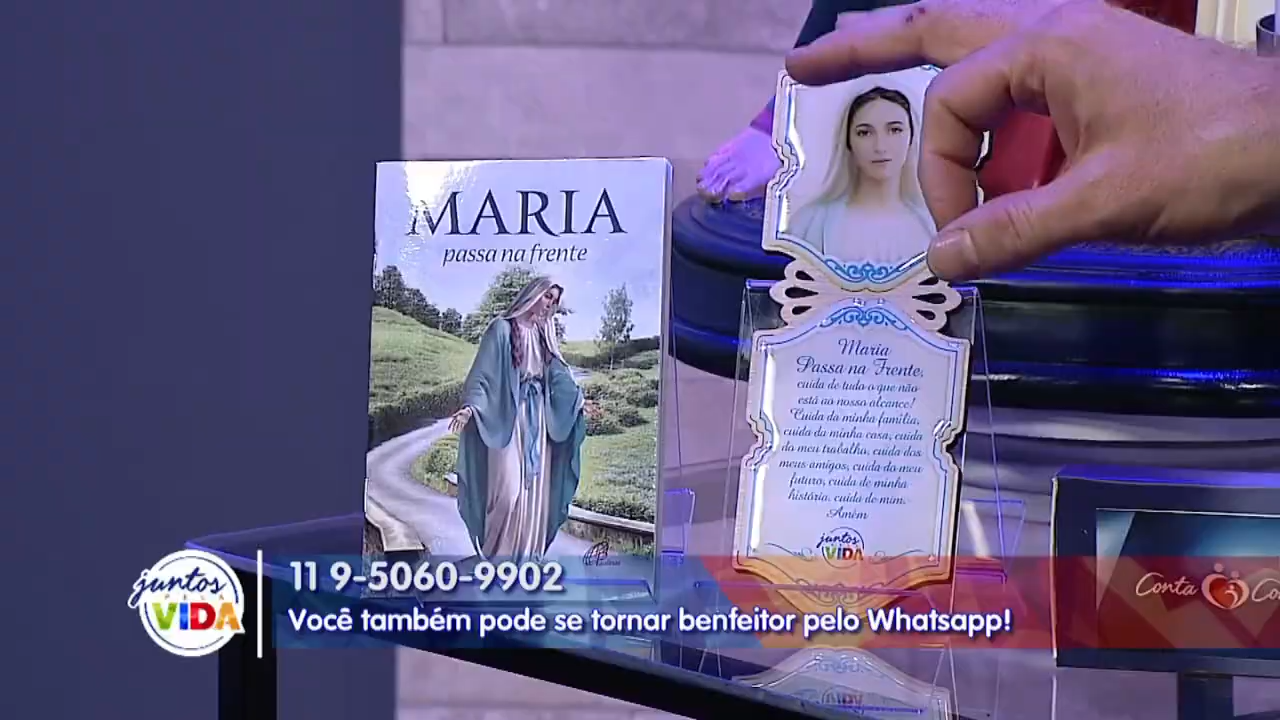 MARIA
passa na frente
Maria
Passa na Frente,
cuida de tudo o que não
está ao nosso alcance!
Cuida da minha família,
cuida da minha casa, cuida
do meu trabalho, cuida dos
meus amigos, cuida do meu
futuro, cuida de minha
história, cuida de mim.
Amém
juntos
VIDA
Conta
juntos
PELA
VIDA
11 9-5060-9902
Você também pode se tornar benfeitor pelo Whatsapp!